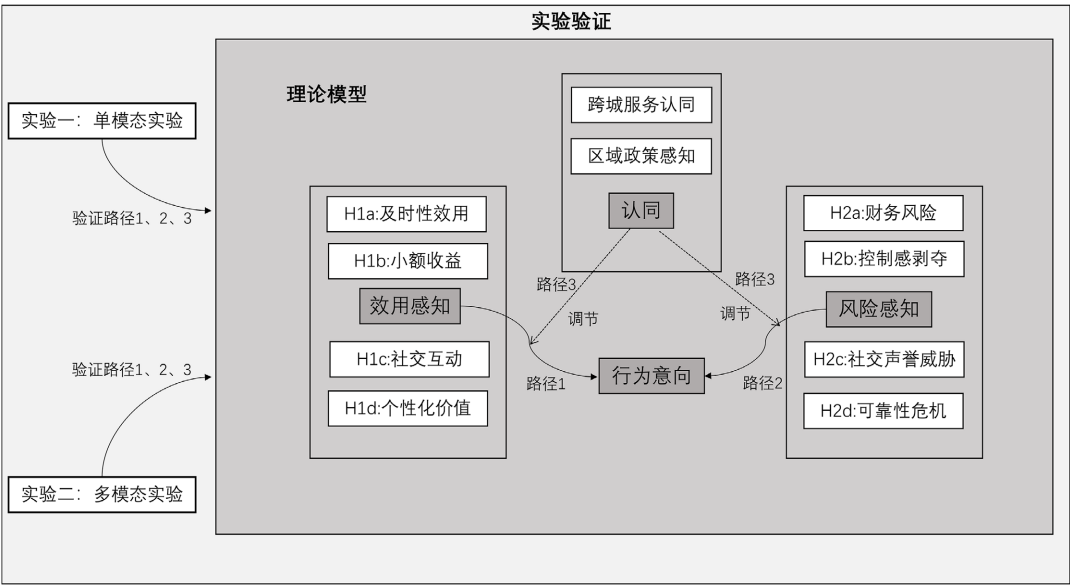 实验验证
理论模型
实验一：单模态实验
验证路径1、2、3
验证路径1、2、3
实验二：多模态实验
跨城服务认同
区域政策感知
认同
H1a:及时性效用
H1b:小额收益
效用感知
H1c:社交互动
H1d:个性化价值
路径3
调节
路径3
调节
路径1
行为意向
路径2
H2a:财务风险
H2b:控制感剥夺
风险感知
H2c:社交声誉威胁
H2d:可靠性危机